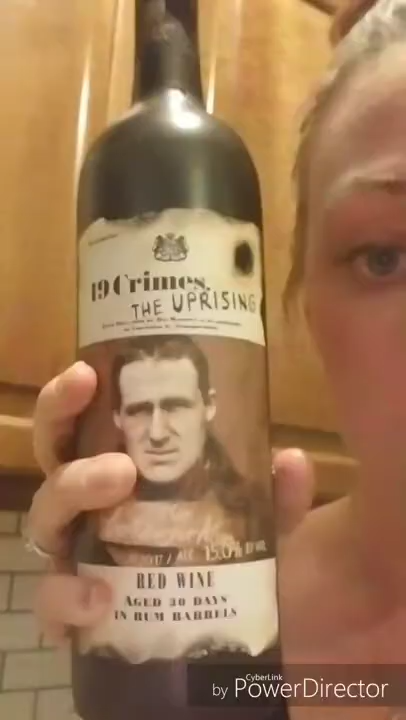 19 Crimes.
THE UPRISING
/ ALC 15.0% BY VOL
RED WINE
AGED 30 DAYS
IN RUM BARRELS
CyberLink
by PowerDirector